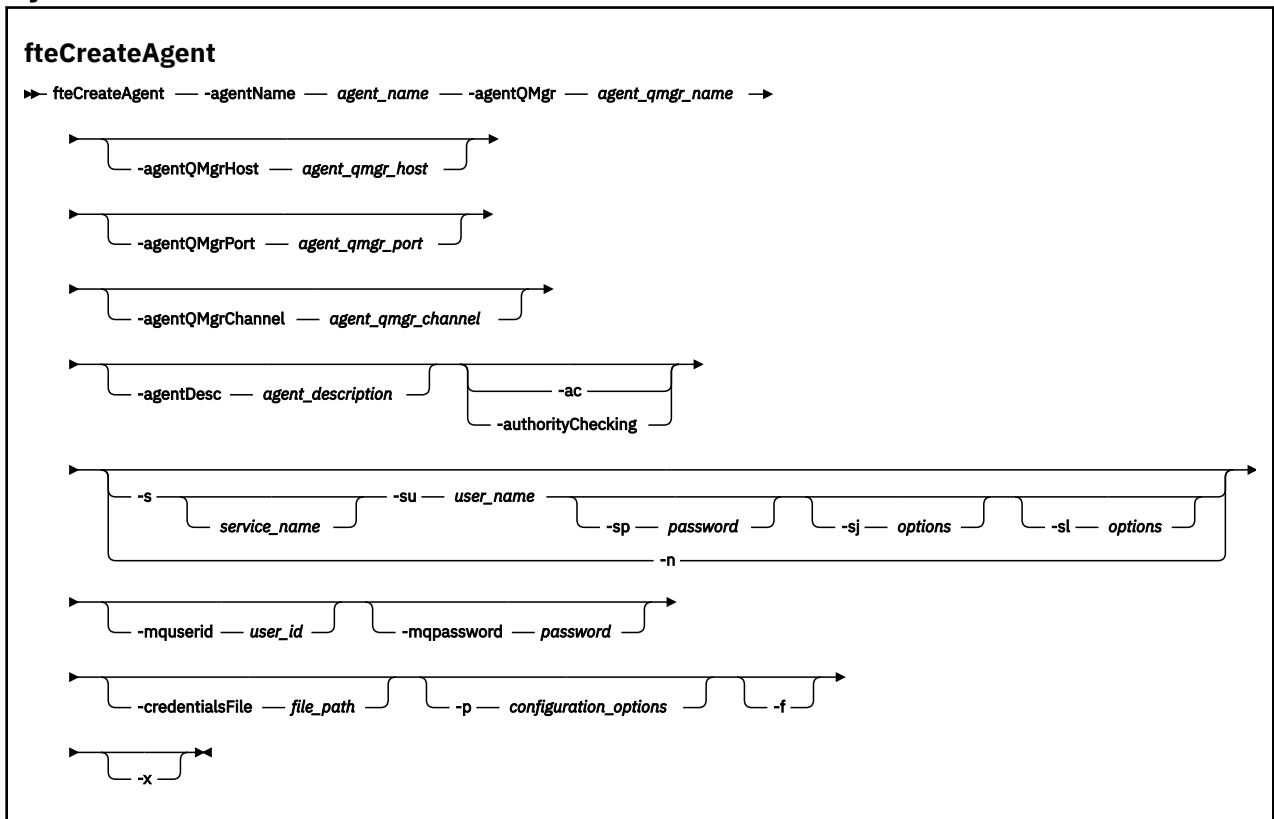 fteCreateAgent
fteCreateAgent -agentName agent_name -agentQMgr agent_qmgr_name
-agentQMgrHost agent_qmgr_host
-agentQMgrPort agent_qmgr_port
-agentQMgrChannel agent_qmgr_channel
-agentDesc agent_description -ac
-authorityChecking
-s -su user_name
service_name -sp password -sj options -sl options
-n
-mquserid user_id -mqpassword password
-credentialsFile file_path -p configuration_options -f
-x